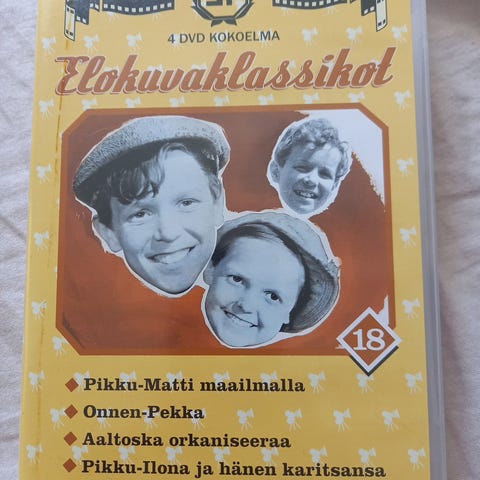 4 DVD KOKOELMA
Elokuvaklassikot
18
Pikku-Matti maailmalla
Onnen-Pekka
Aaltoska orkaniseeraa
Pikku-Ilona ja hänen karitsansa